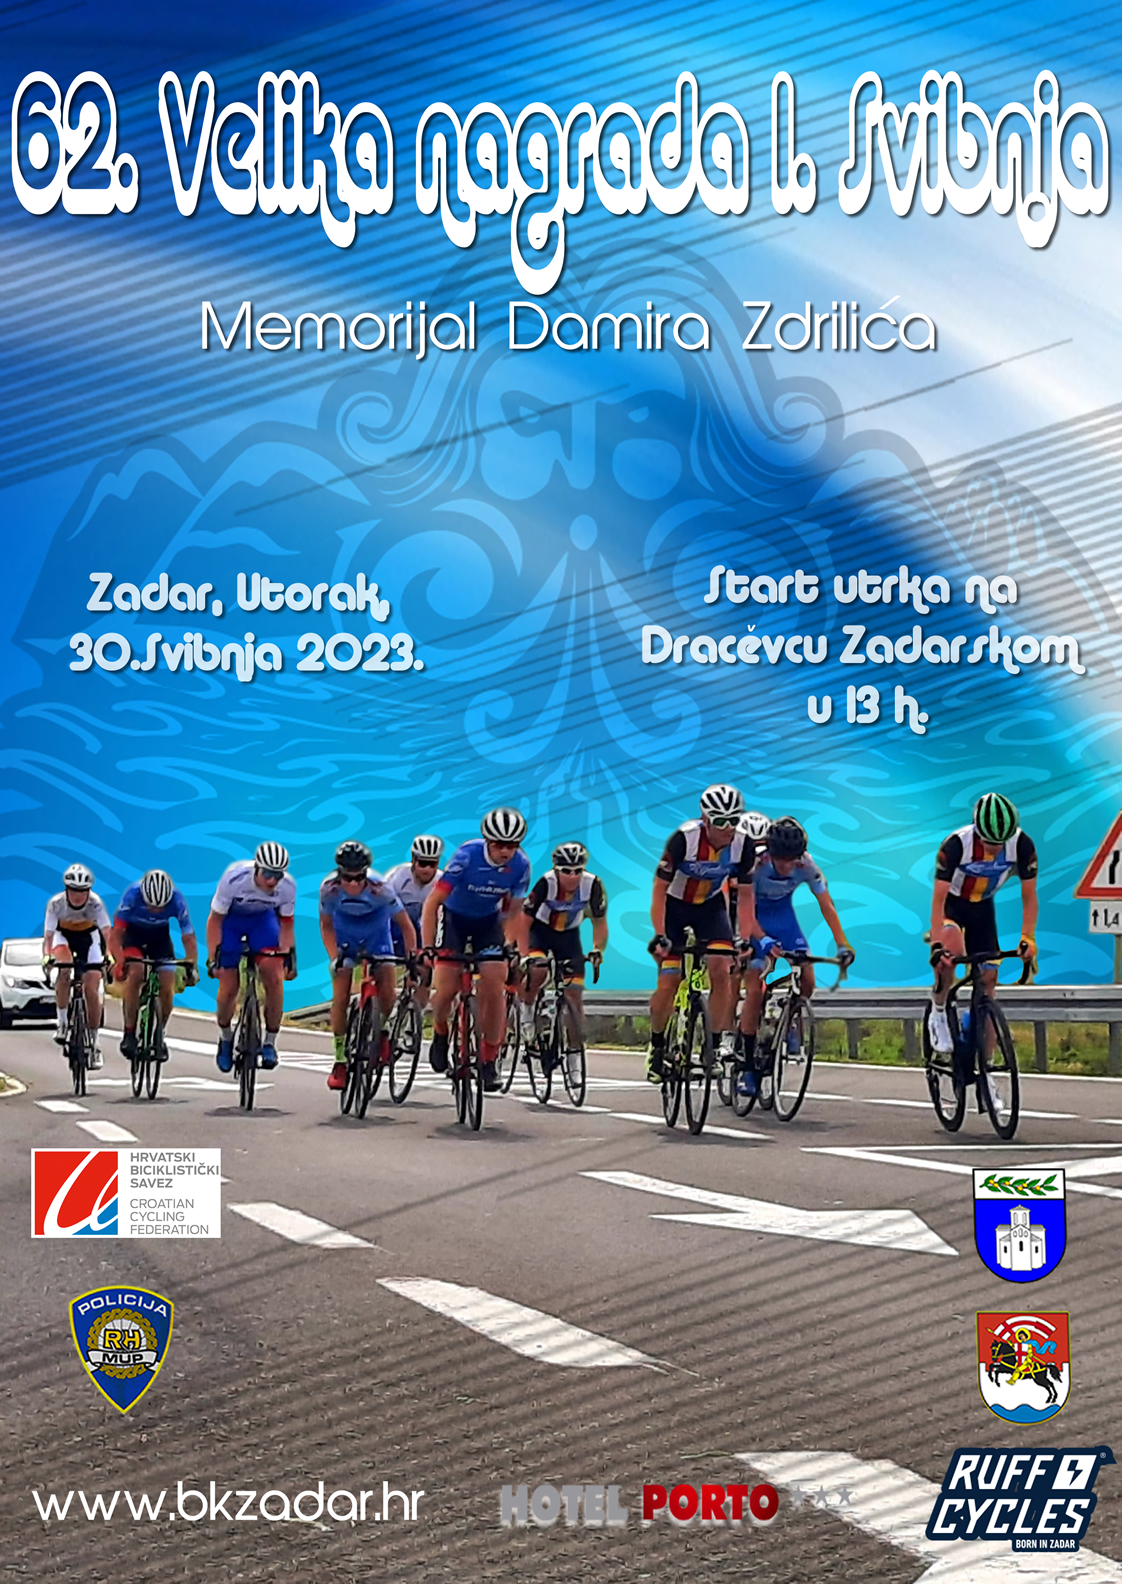 62. Velika nagrada 1. Svibnja
Memorijal Damira Zdrilića
Zadar, Utorak,
30.Svibnja 2023.
Start utrka na
Dracěvcu Zadarskom
u 13 h.
HRVATSKI
BICIKLISTIČKI
SAVEZ
CROATIAN
CYCLING
FEDERATION
POLICIJA
RH
MUP
www.bkzadar.hr
HOTEL PORTO ***
RUFF
CYCLES
BORN IN ZADAR